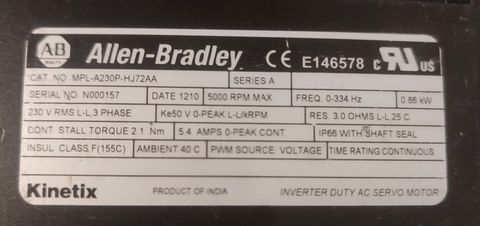 AB Allen-Bradley CE E146578 c RU US
CAT. NO MPL-A230P-HJ72AA SERIES A
SERIAL NO N000157 DATE 1210 5000 RPM MAX FREQ 0-334 Hz 0.86 kW
230 V RMS L-L,3 PHASE Ke50 V 0-PEAK L-L/kRPM RES 3.0 OHMS L-L 25 C
CONT STALL TORQUE 2.1 Nm 5.4 AMPS 0-PEAK CONT IP66 WITH SHAFT SEAL
INSUL CLASS F(155C) AMBIENT 40 C PWM SOURCE VOLTAGE TIME RATING CONTINUOUS
Kinetix PRODUCT OF INDIA INVERTER DUTY AC SERVO MOTOR